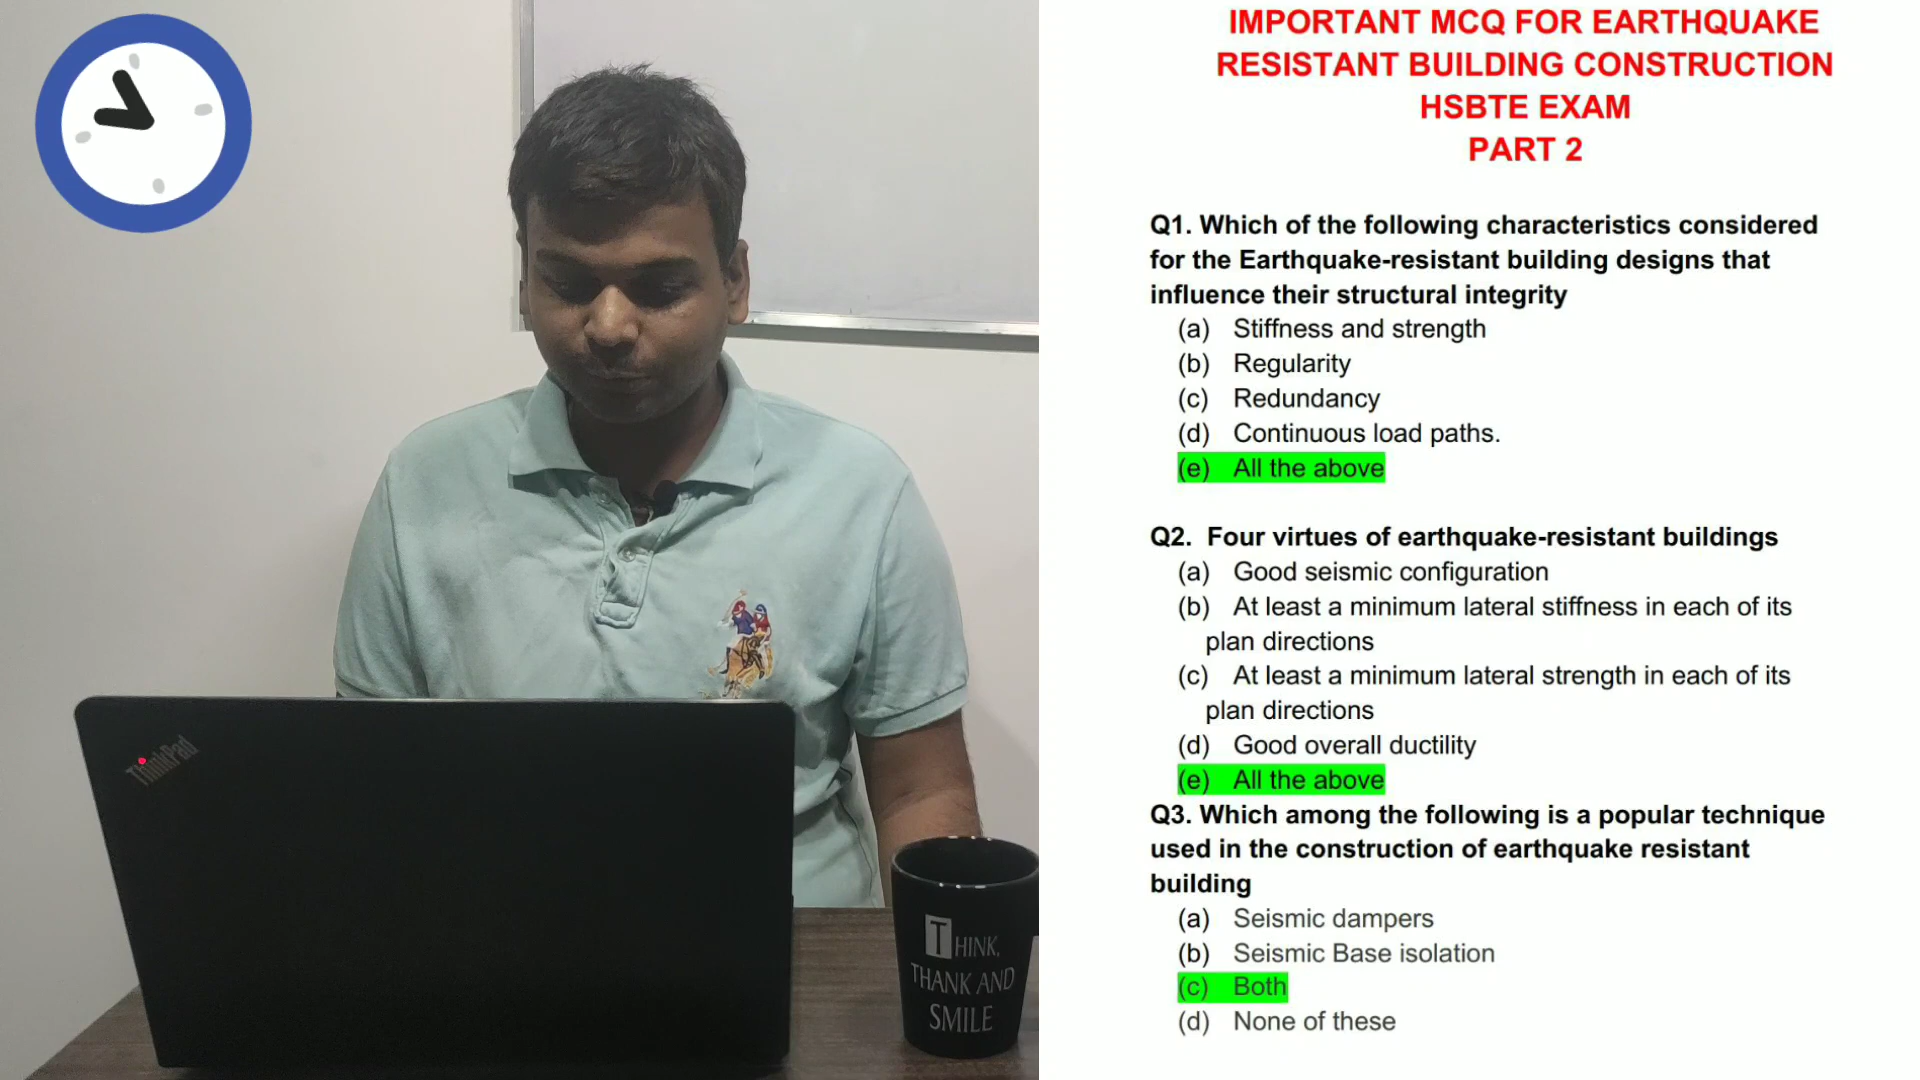 IMPORTANT MCQ FOR EARTHQUAKE
RESISTANT BUILDING CONSTRUCTION
HSBTE EXAM
PART 2
Q1. Which of the following characteristics considered
for the Earthquake-resistant building designs that
influence their structural integrity
(a) Stiffness and strength
(b) Regularity
(c) Redundancy
(d) Continuous load paths.
(e) All the above
Q2. Four virtues of earthquake-resistant buildings
(a) Good seismic configuration
(b) At least a minimum lateral stiffness in each of its
plan directions
(c) At least a minimum lateral strength in each of its
plan directions
(d) Good overall ductility
(e) All the above
Q3. Which among the following is a popular technique
used in the construction of earthquake resistant
building
(a) Seismic dampers
(b) Seismic Base isolation
(c) Both
(d) None of these
ThinkPad
THINK,
THANK AND
SMILE